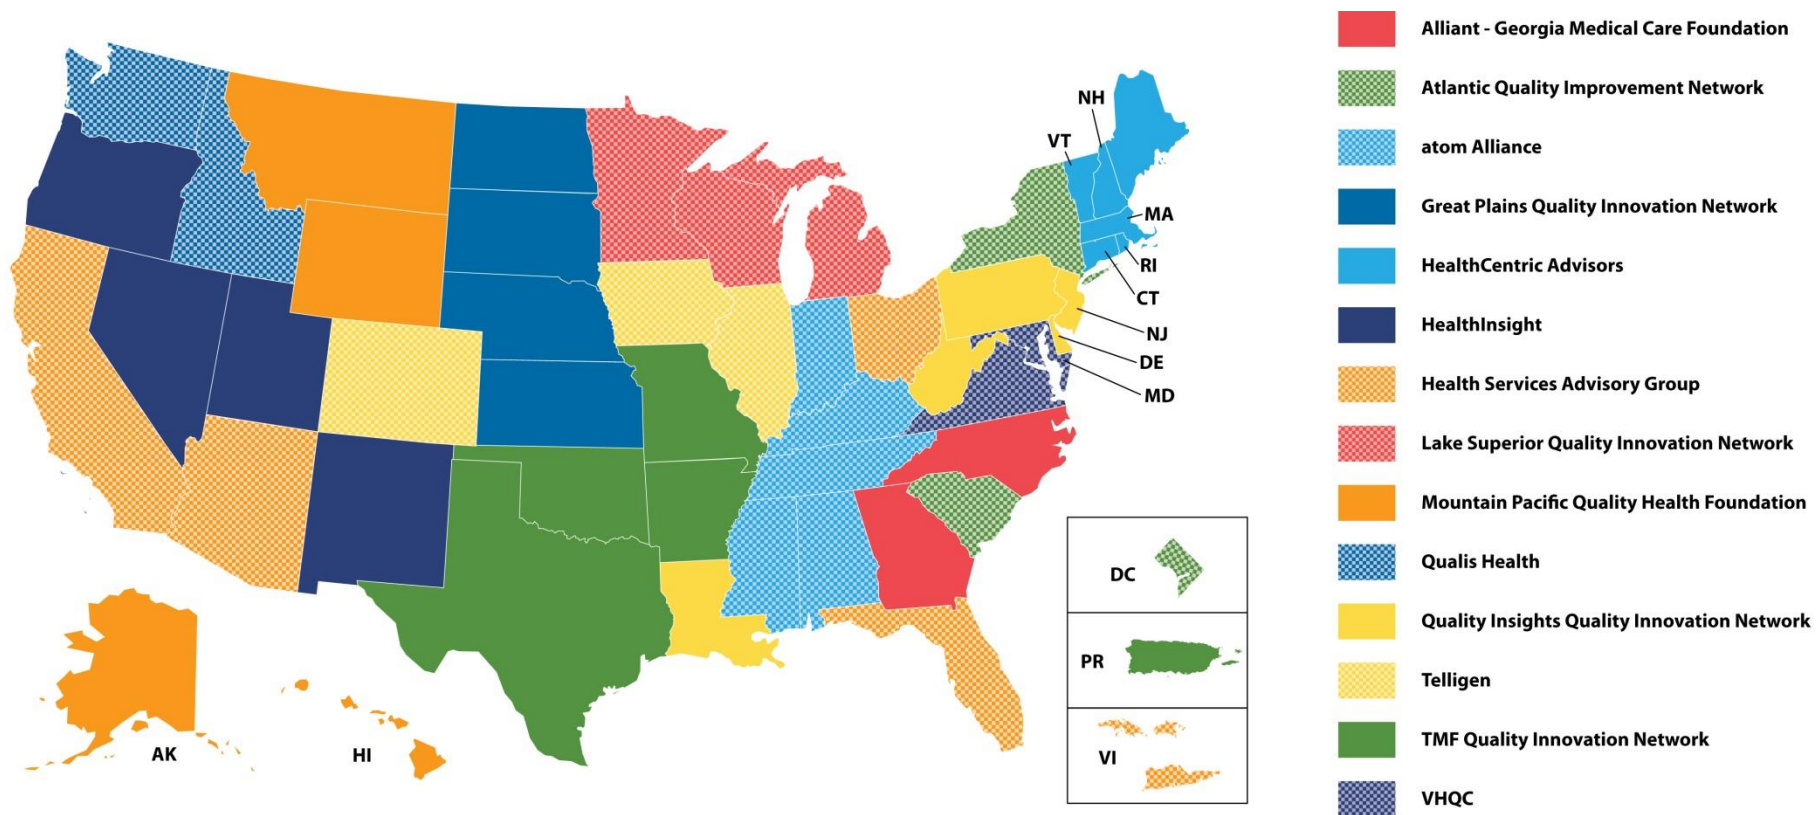 NH
VT
MA
RI
CT
NJ
DE
MD
DC
PR
VI
AK
HI
Alliant - Georgia Medical Care Foundation
Atlantic Quality Improvement Network
atom Alliance
Great Plains Quality Innovation Network
HealthCentric Advisors
HealthInsight
Health Services Advisory Group
Lake Superior Quality Innovation Network
Mountain Pacific Quality Health Foundation
Qualis Health
Quality Insights Quality Innovation Network
Telligen
TMF Quality Innovation Network
VHQC